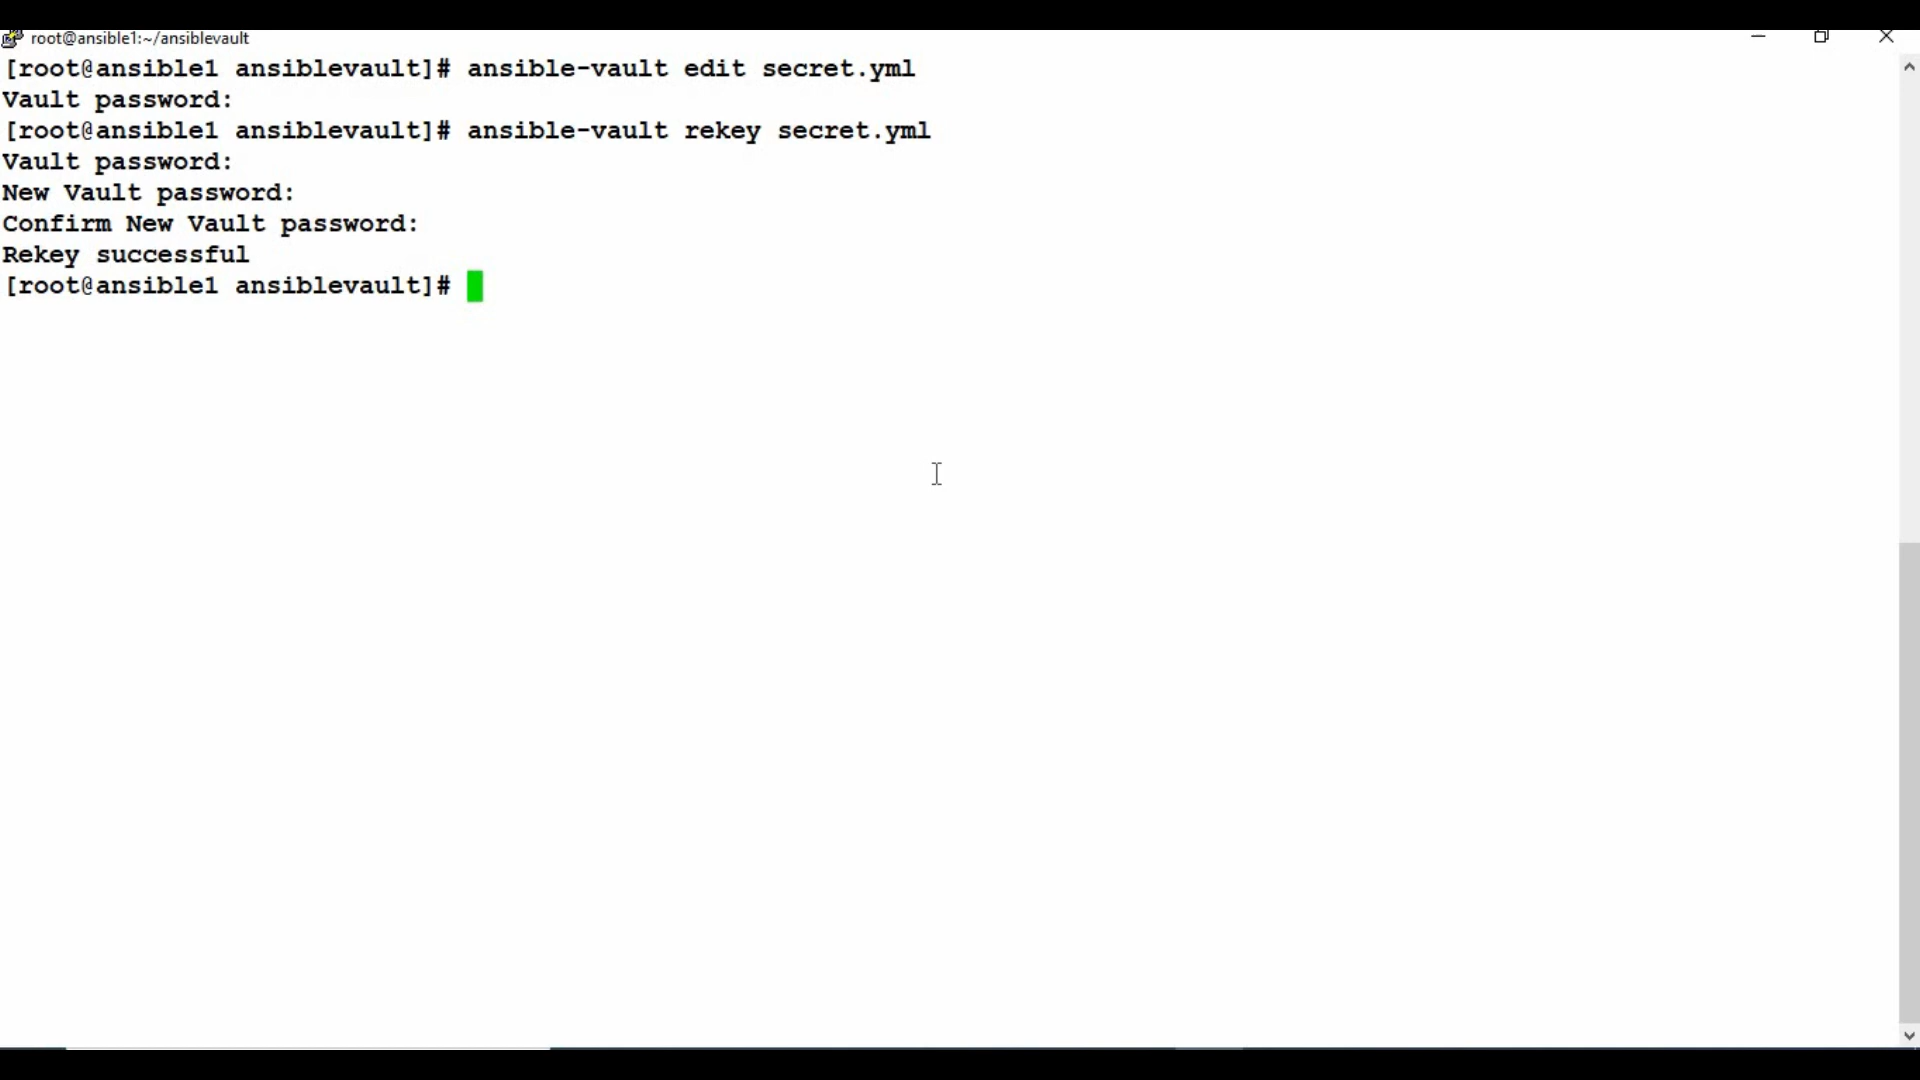 root@ansible1:~/ansiblevault
[root@ansible1 ansiblevault]# ansible-vault edit secret.yml
Vault password:
[root@ansible1 ansiblevault]# ansible-vault rekey secret.yml
Vault password:
New Vault password:
Confirm New Vault password:
Rekey successful
[root@ansible1 ansiblevault]#